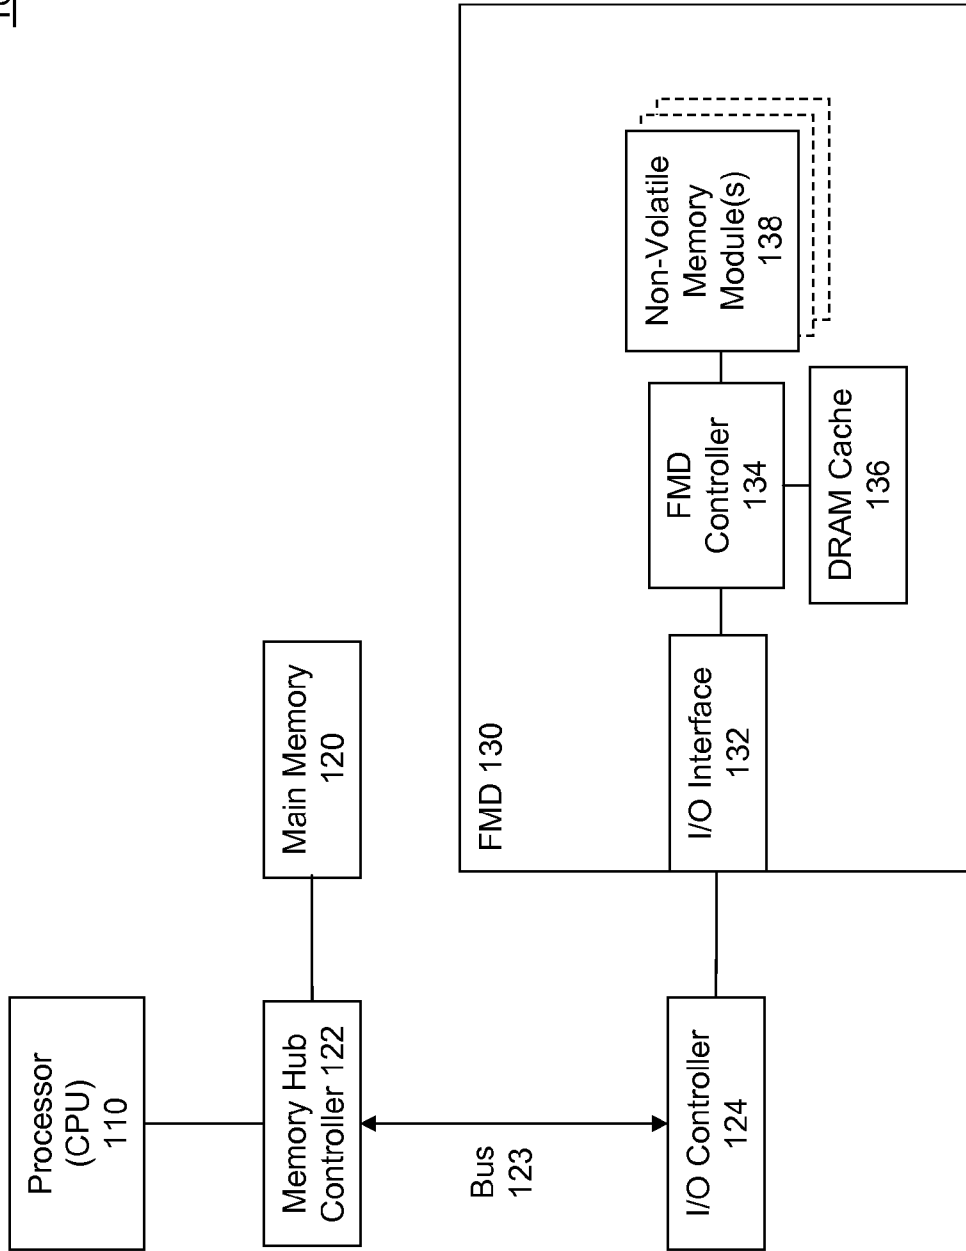 Processor
(CPU)
110
Memory Hub
Controller 122
Main Memory
120
Bus
123
I/O Controller
124
FMD 130
I/O Interface
132
FMD
Controller
134
DRAM Cache
136
Non-Volatile
Memory
Module(s)
138